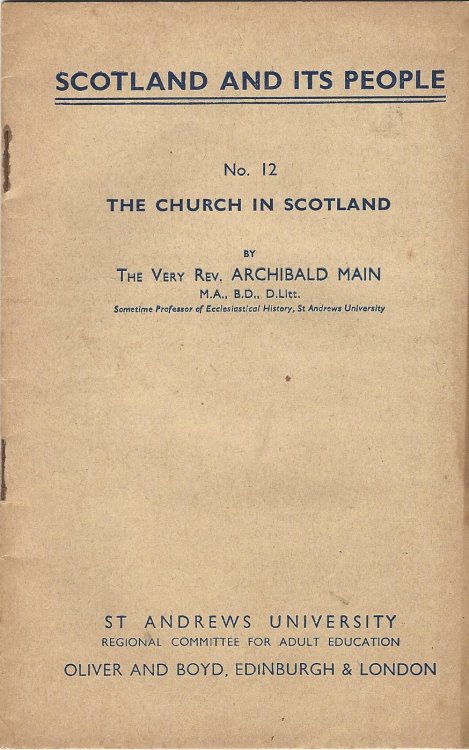 SCOTLAND AND ITS PEOPLE
No. 12
THE CHURCH IN SCOTLAND
BY
THE VERY REV. ARCHIBALD MAIN
M.A., B.D., D.Litt.
Sometime Professor of Ecclesiastical History, St Andrews University
ST ANDREWS UNIVERSITY
REGIONAL COMMITTEE FOR ADULT EDUCATION
OLIVER AND BOYD, EDINBURGH & LONDON